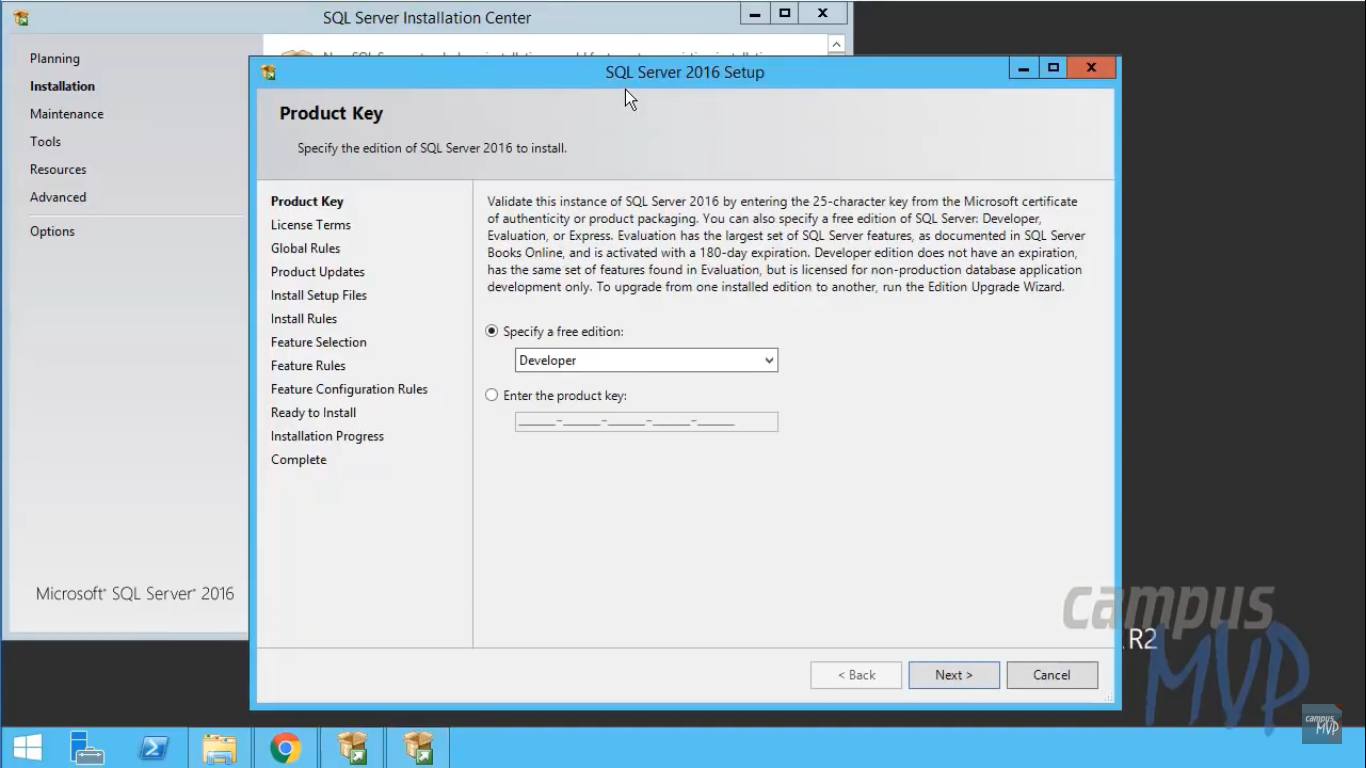 SQL Server Installation Center
Planning
Installation
Maintenance
Tools
Resources
Advanced
Options
Microsoft® SQL Server® 2016
SQL Server 2016 Setup
Product Key
Specify the edition of SQL Server 2016 to install.
Product Key
License Terms
Global Rules
Product Updates
Install Setup Files
Install Rules
Feature Selection
Feature Rules
Feature Configuration Rules
Ready to Install
Installation Progress
Complete
Validate this instance of SQL Server 2016 by entering the 25-character key from the Microsoft certificate
of authenticity or product packaging. You can also specify a free edition of SQL Server: Developer,
Evaluation, or Express. Evaluation has the largest set of SQL Server features, as documented in SQL Server
Books Online, and is activated with a 180-day expiration. Developer edition does not have an expiration,
has the same set of features found in Evaluation, but is licensed for non-production database application
development only. To upgrade from one installed edition to another, run the Edition Upgrade Wizard.
Specify a free edition:
Developer
Enter the product key:
_____-_____-_____-_____-_____
< Back
Next >
Cancel
campus
R2
MVP
campus
MVP